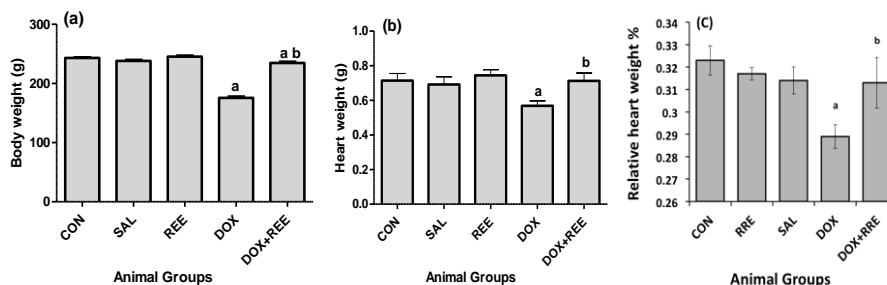 (a)
Body weight (g)
300
200
100
0
a
a b
CON
SAL
REE
DOX
DOX+REE
Animal Groups
(b)
Heart weight (g)
1.0
0.8
0.6
0.4
0.2
0.0
a
b
CON
SAL
REE
DOX
DOX+REE
Animal Groups
(C)
Relative heart weight %
0.34
0.33
0.32
0.31
0.3
0.29
0.28
0.27
0.26
a
b
CON
RRE
SAL
DOX
DOX+RRE
Animal Groups